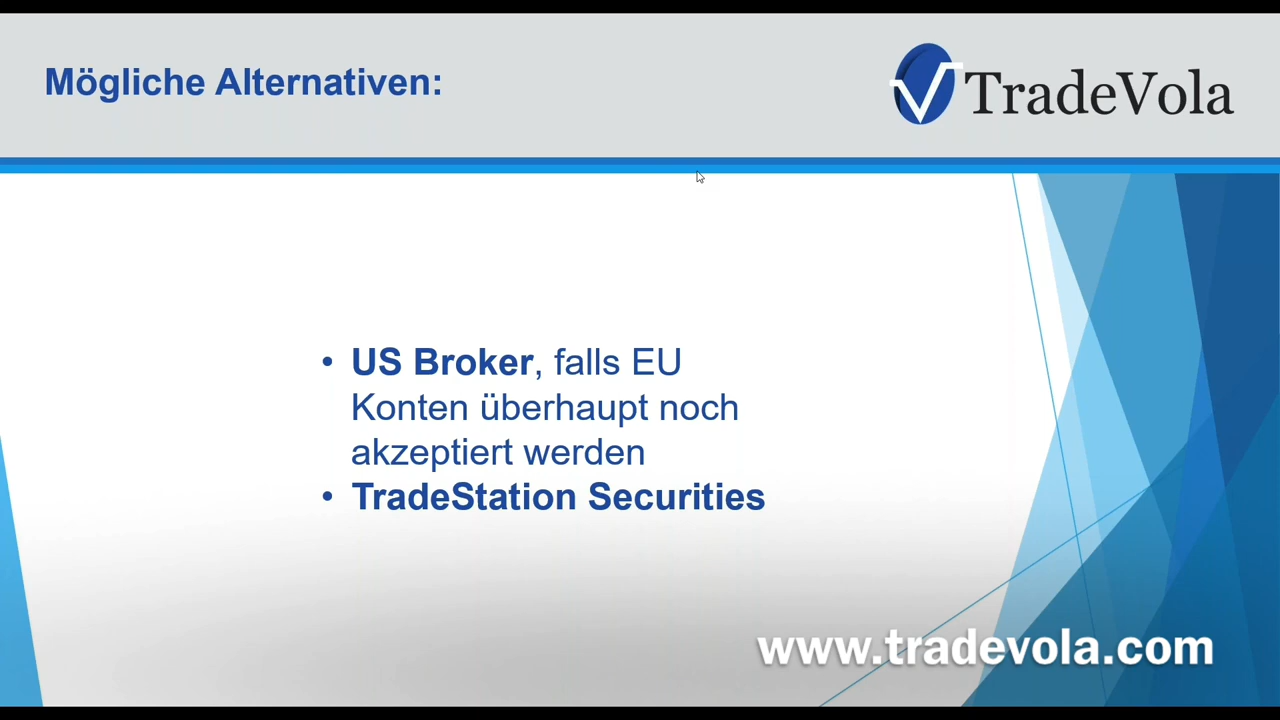 Mögliche Alternativen:
TradeVola
• US Broker, falls EU
Konten überhaupt noch
akzeptiert werden
• TradeStation Securities
www.tradevola.com